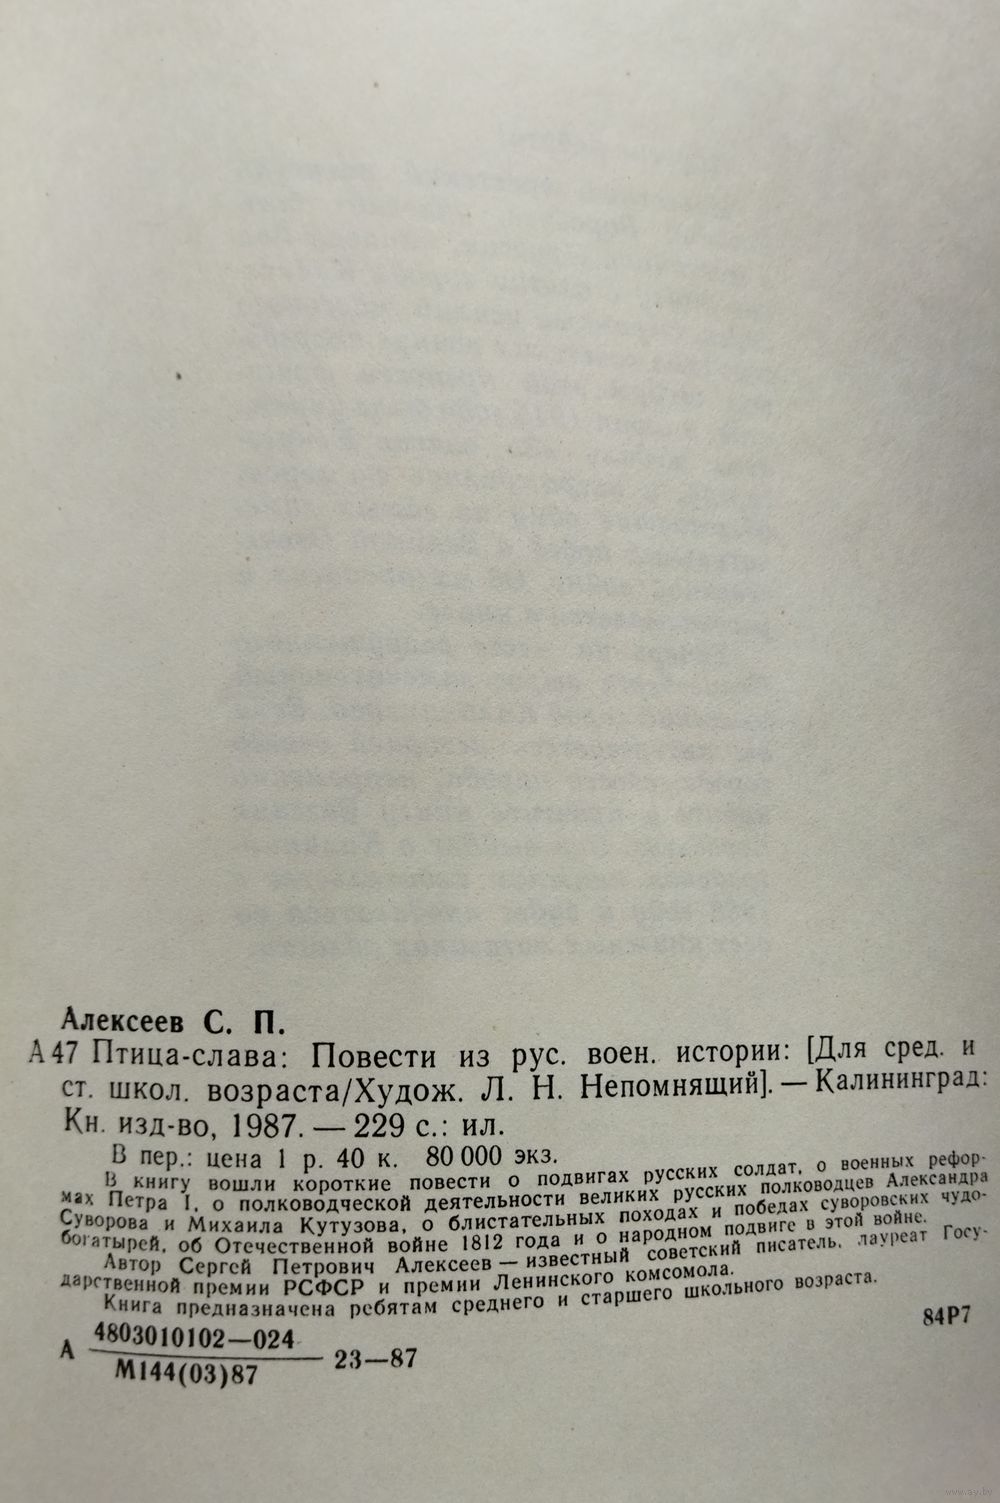 Алексеев С. П.
А 47 Птица-слава: Повести из рус. воен. истории: [Для сред. и
ст. школ. возраста/Худож. Л. Н. Непомнящий]. — Калининград:
Кн. изд-во, 1987. — 229 с.: ил.
В пер.: цена 1 р. 40 к. 80 000 экз.
В книгу вошли короткие повести о подвигах русских солдат, о военных рефор-
мах Петра I, о полководческой деятельности великих русских полководцев Александра
Суворова и Михаила Кутузова, о блистательных походах и победах суворовских чудо-
богатырей, об Отечественной войне 1812 года и о народном подвиге в этой войне.
Автор Сергей Петрович Алексеев — известный советский писатель, лауреат Госу-
дарственной премии РСФСР и премии Ленинского комсомола.
Книга предназначена ребятам среднего и старшего школьного возраста.
84Р7
4803010102—024
А 23—87
М144(03)87
www.ay.by